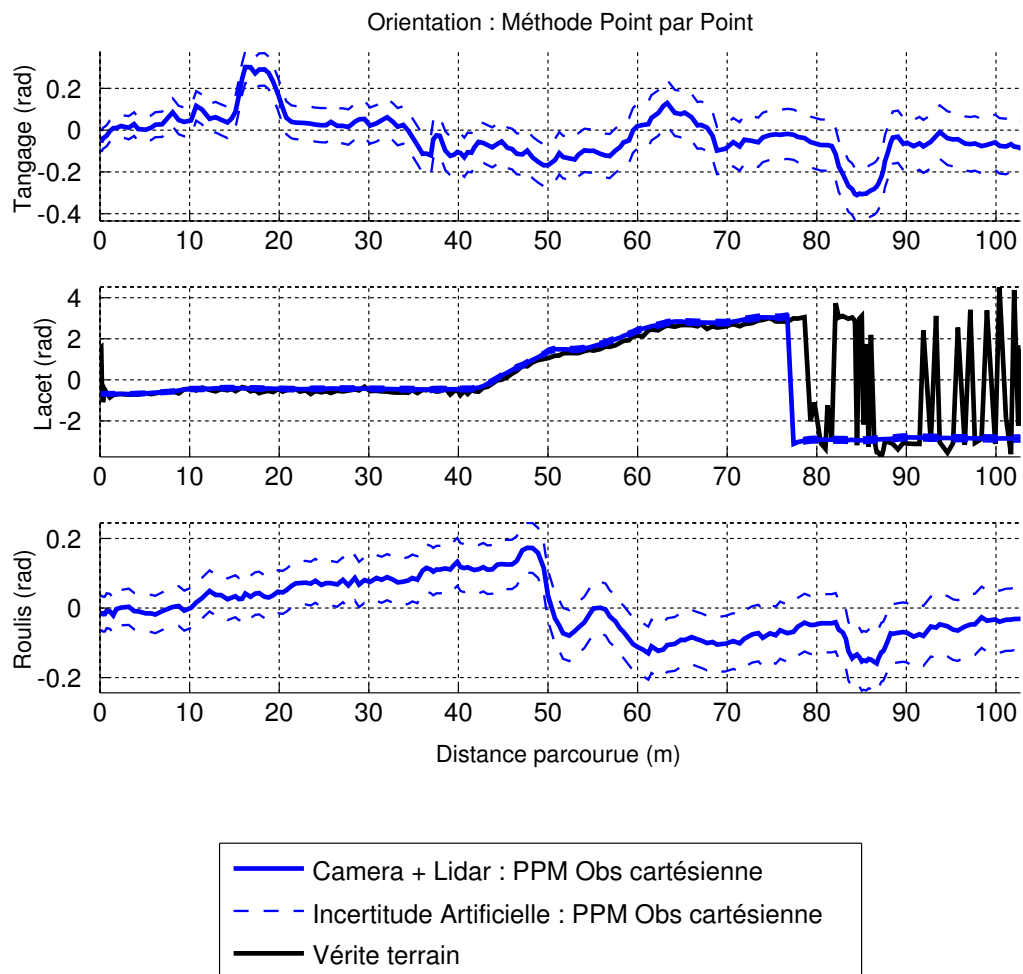 Orientation : Méthode Point par Point
Tangage (rad)
0.2
0
-0.2
-0.4
0 10 20 30 40 50 60 70 80 90 100
Lacet (rad)
4
2
0
-2
0 10 20 30 40 50 60 70 80 90 100
Roulis (rad)
0.2
0
-0.2
0 10 20 30 40 50 60 70 80 90 100
Distance parcourue (m)
Camera + Lidar : PPM Obs cartésienne
Incertitude Artificielle : PPM Obs cartésienne
Vérite terrain